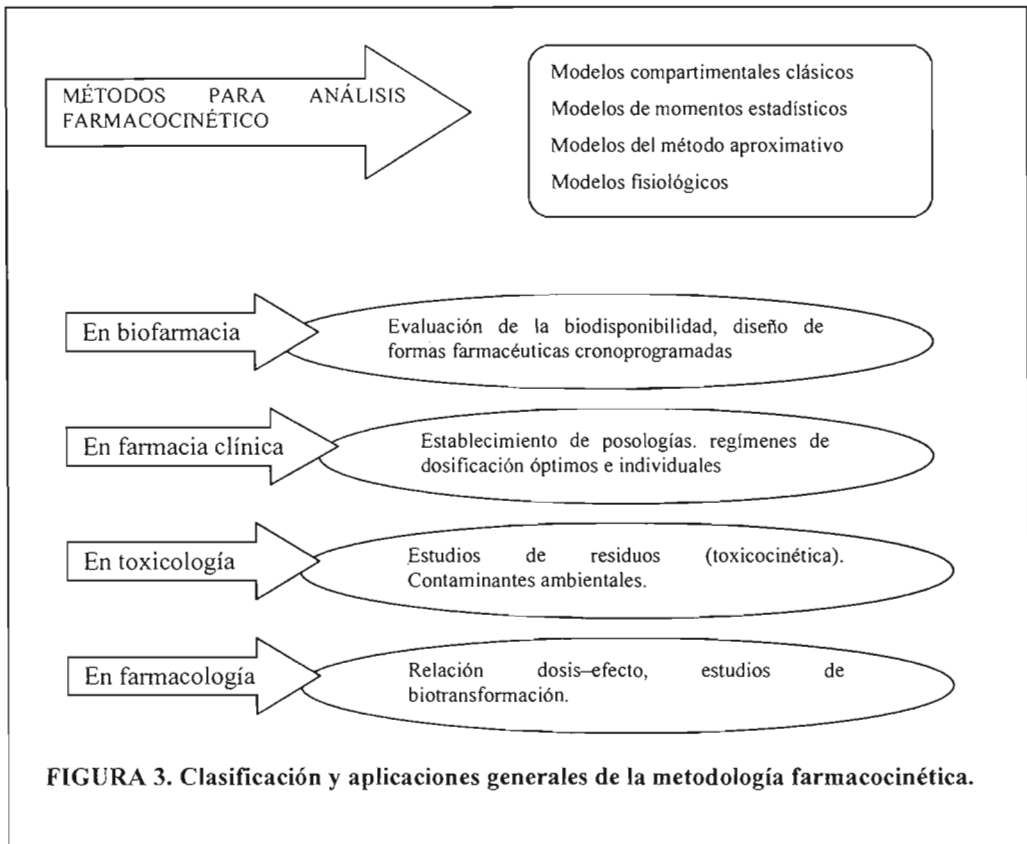 MÉTODOS PARA ANÁLISIS
FARMACOCINÉTICO
Modelos compartimentales clásicos
Modelos de momentos estadísticos
Modelos del método aproximativo
Modelos fisiológicos
En biofarmacia
Evaluación de la biodisponibilidad, diseño de
formas farmacéuticas cronoprogramadas
En farmacia clínica
Establecimiento de posologías. regímenes de
dosificación óptimos e individuales
En toxicología
Estudios de residuos (toxicocinética).
Contaminantes ambientales.
En farmacología
Relación dosis–efecto, estudios de
biotransformación.
FIGURA 3. Clasificación y aplicaciones generales de la metodología farmacocinética.